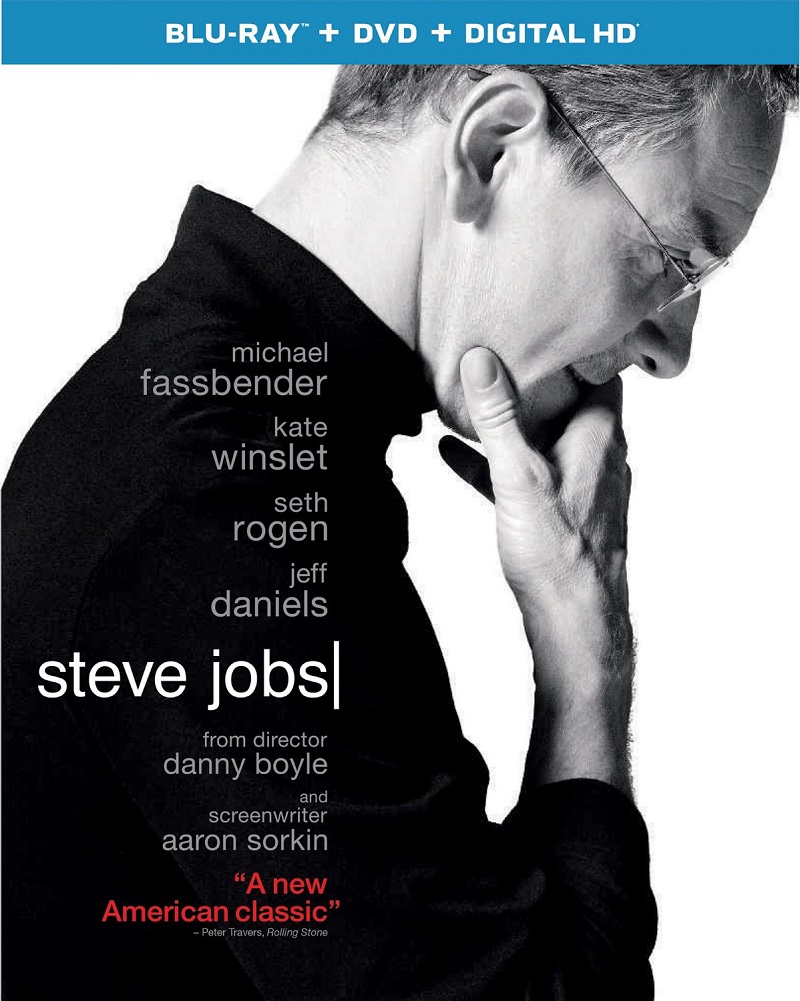 BLU-RAY™ + DVD + DIGITAL HD*
michael
fassbender
kate
winslet
seth
rogen
jeff
daniels
steve jobs|
from director
danny boyle
and
screenwriter
aaron sorkin
“A new
American classic”
– Peter Travers, Rolling Stone